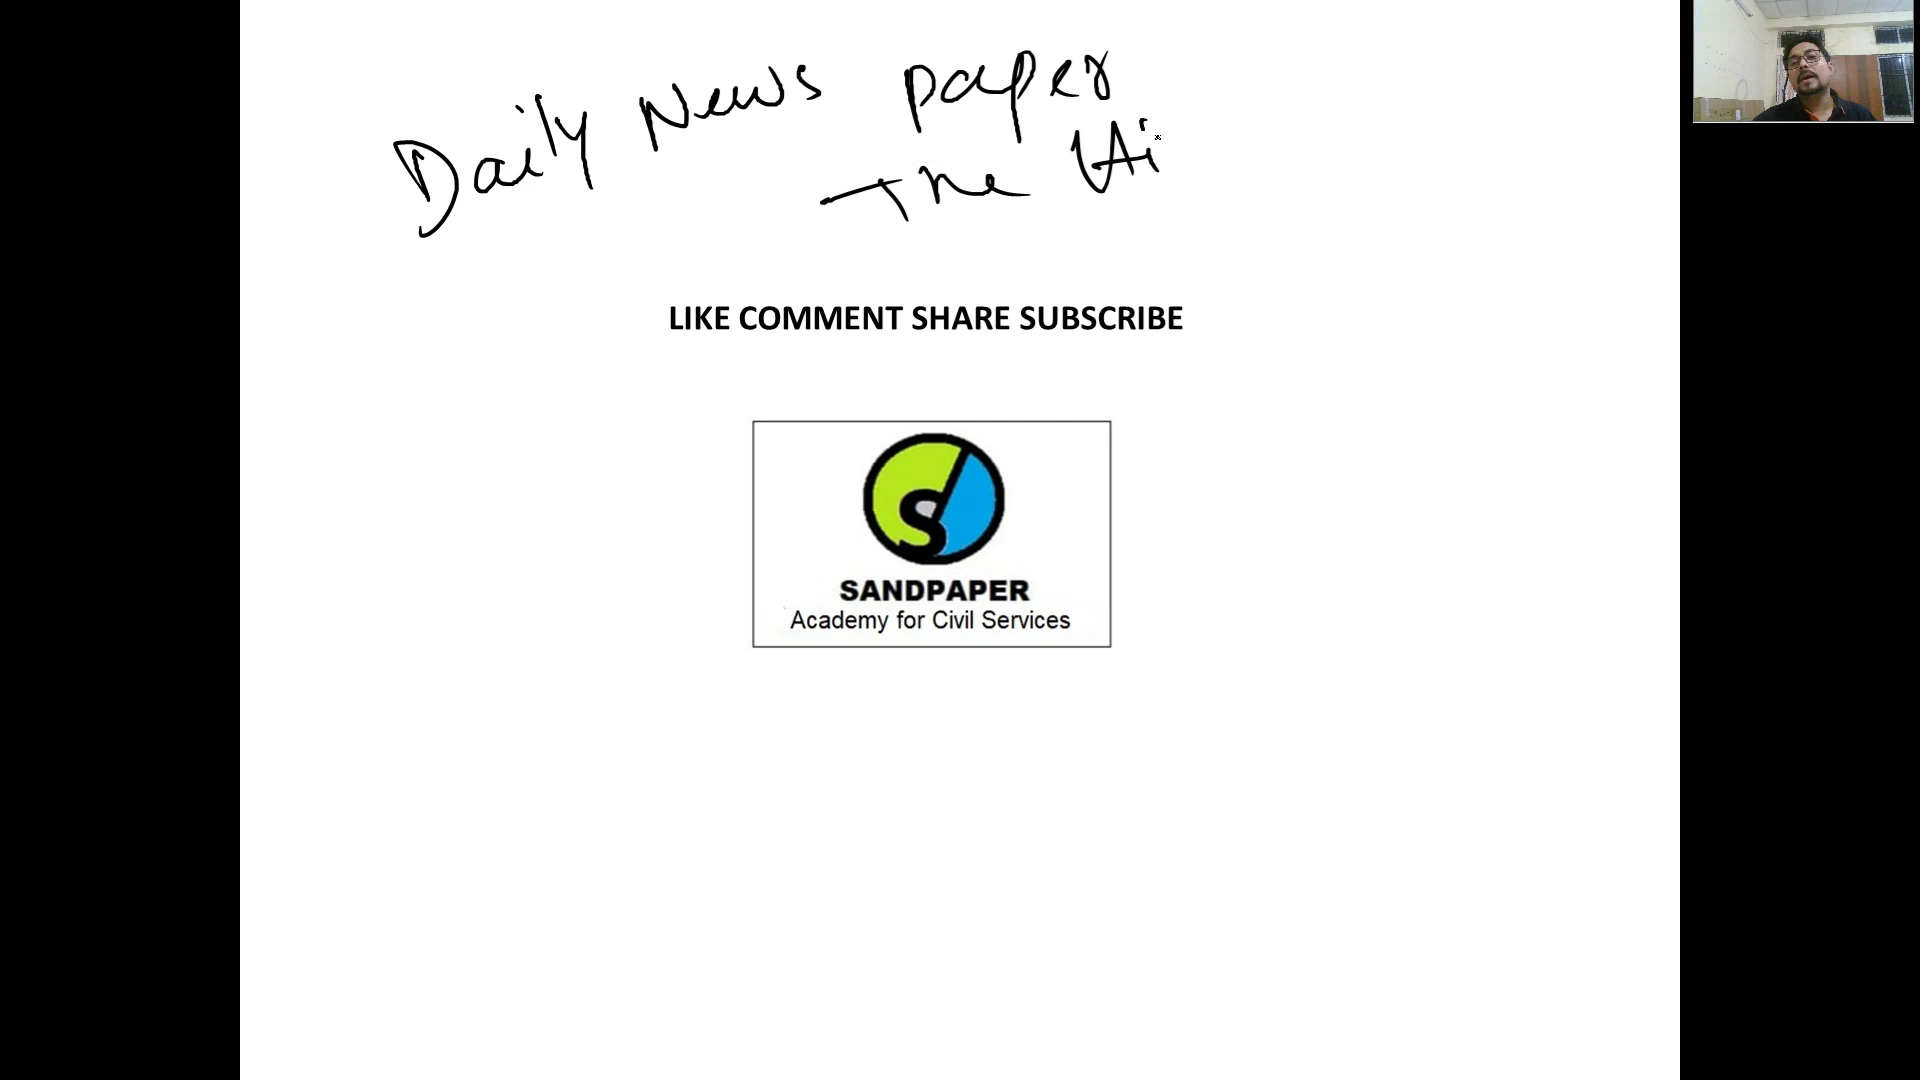 Daily News paper
The Hi
LIKE COMMENT SHARE SUBSCRIBE
S
SANDPAPER
Academy for Civil Services